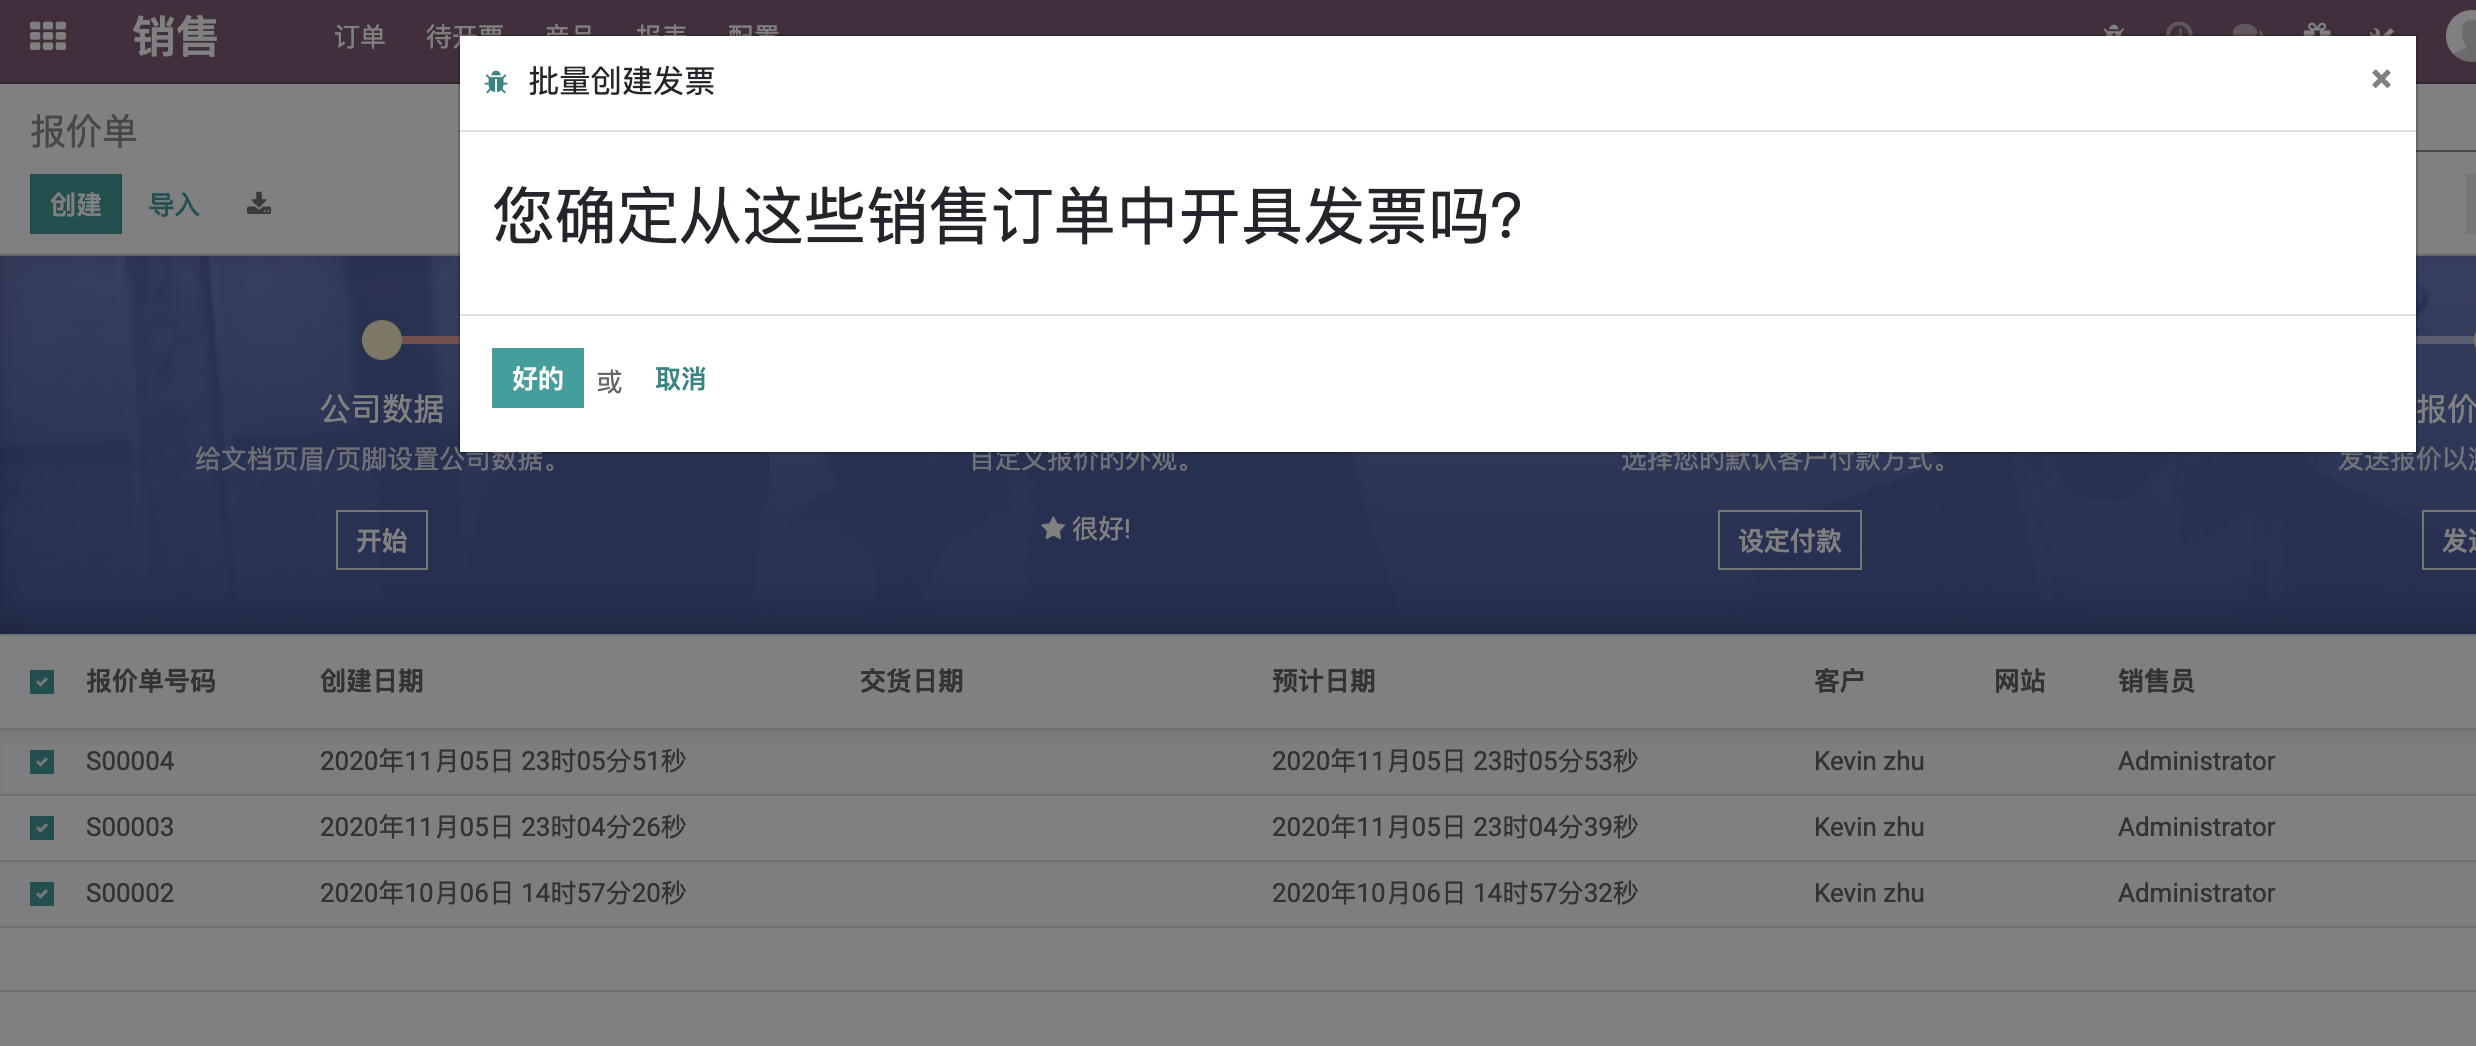 销售
订单 待开票 产品 报表 配置
批量创建发票
报价单
创建 导入
您确定从这些销售订单中开具发票吗?
好的 或 取消
公司数据
报价
给文档页眉/页脚设置公司数据。
自定义报价的外观。
选择您的默认客户付款方式。
发送报价以
开始
很好!
设定付款
发送
报价单号码 创建日期 交货日期 预计日期 客户 网站 销售员
S00004 2020年11月05日 23时05分51秒 2020年11月05日 23时05分53秒 Kevin zhu Administrator
S00003 2020年11月05日 23时04分26秒 2020年11月05日 23时04分39秒 Kevin zhu Administrator
S00002 2020年10月06日 14时57分20秒 2020年10月06日 14时57分32秒 Kevin zhu Administrator